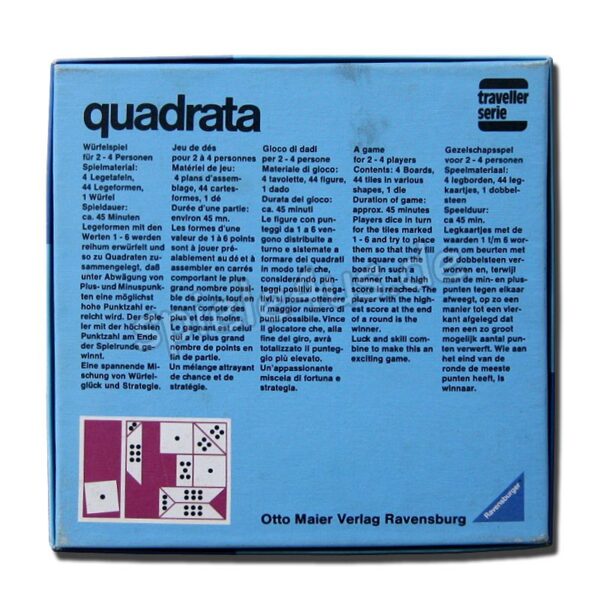 quadrata
traveller
serie
Würfelspiel
für 2 - 4 Personen
Spielmaterial:
4 Legetafeln,
44 Legeformen,
1 Würfel
Spieldauer:
ca. 45 Minuten
Legeformen mit den
Werten 1 - 6 werden
reihum erwürfelt und
so zu Quadraten zu-
sammengelegt, daß
unter Abwägung von
Plus- und Minuspunk-
ten eine möglichst
hohe Punktzahl er-
reicht wird. Der Spie-
ler mit der höchsten
Punktzahl am Ende
der Spielrunde ge-
winnt.
Eine spannende Mi-
schung von Würfel-
glück und Strategie.
Jeu de dés
pour 2 à 4 personnes
Matériel de jeu:
4 plans d'assem-
blage, 44 cartes-
formes, 1 dé
Durée d'une partie:
environ 45 mn.
Les formes d'une
valeur de 1 à 6 points
sont à jouer pré-
alablement au dé et à
assembler en carrés
comportant le plus
grand nombre possi-
ble de points
plus et des moins.
Le gagnant est celui
qui a le plus grand
nombre de points en
fin de partie.
Un mélange attrayant
de chance et de
stratégie.
Gioco di dadi
per 2 - 4 persone
Materiale di gioco:
4 tavolette, 44 figure,
1 dado
Durata del gioco:
ca. 45 minuti
Le figure con pun-
teggi da 1 a 6 ven-
gono distribuite a
turno e sistemate a
formare dei quadrati
in modo tale che,
considerando i pun-
teggi positivi e nega-
tivi, si
maggior numero di
punti possibile. Vince
il giocatore che, alla
fine del giro, avrà
totalizzato il punteg-
gio più elevato.
Un'appassionante
miscela di fortuna e
strategia.
A game
for 2 - 4 players
Contents: 4 Boards,
44 tiles in various
shapes, 1 die
Duration of game:
approx. 45 minutes
Players dice in turn
for the tiles marked
1 - 6 and try to place
them so that they fill
the square on the
board in such a
manner that a high
score is reached. The
player with the high-
est score at the end
of a round is the
winner.
Luck and skill com-
bine to make this an
exciting game.
Gezelschapsspel
voor 2 - 4 personen
Speelmateriaal:
4 legborden, 44 leg-
kaartjes, 1 dobbel-
steen
Speelduur:
ca. 45 min.
Legkaartjes met de
waarden 1 t/m 6 wor-
den om beurten met
de dobbelsteen verwor-
ven en, terwijl
men de min- en plus-
punten tegen elkaar
afweegt, op zo een
manier tot een vier-
kant afgelegd dat
men een zo groot
mogelijk aantal pun-
ten verwerft. Wie aan
het eind van de
ronde de meeste
punten heeft, is
winnaar.
Otto Maier Verlag Ravensburg
Ravensburger